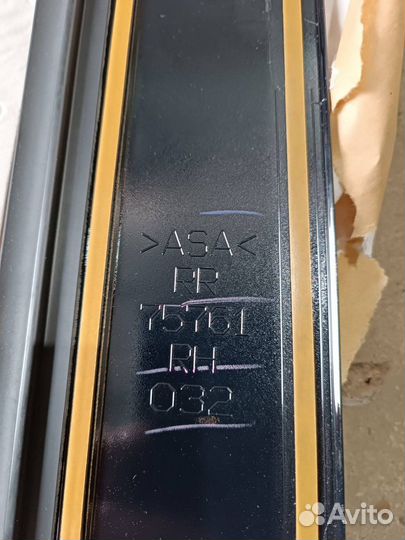 >ASA<
RR
75761
RH
032
Avito